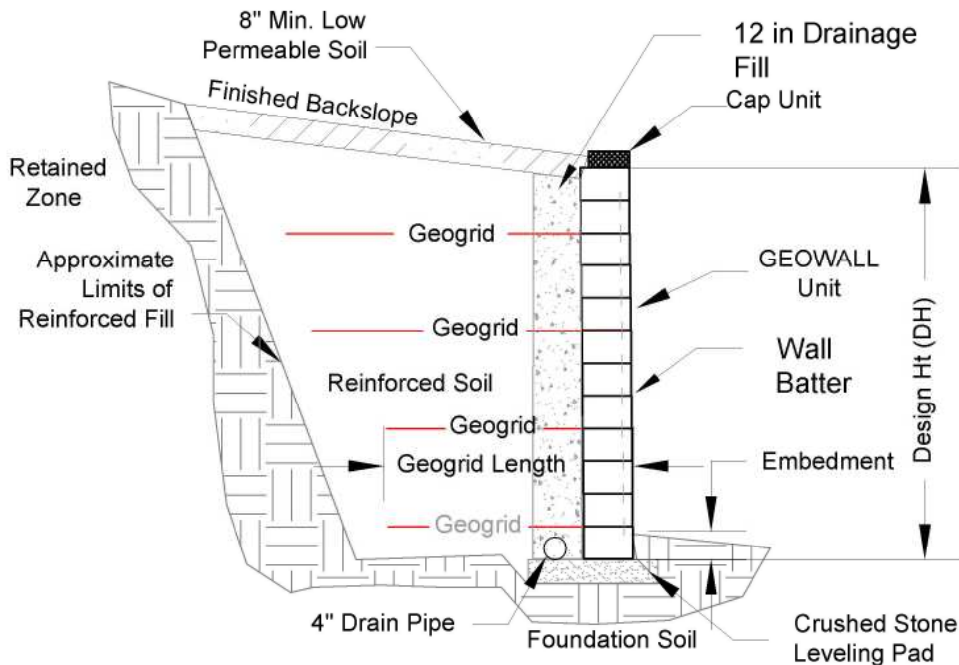 8" Min. Low
Permeable Soil
12 in Drainage
Fill
Cap Unit
Finished Backslope
Retained
Zone
Geogrid
Approximate
Limits of
Reinforced Fill
GEOWALL
Unit
Geogrid
Design Ht (DH)
Wall
Batter
Reinforced Soil
Geogrid
Geogrid Length
Embedment
Geogrid
4" Drain Pipe
Foundation Soil
Crushed Stone
Leveling Pad